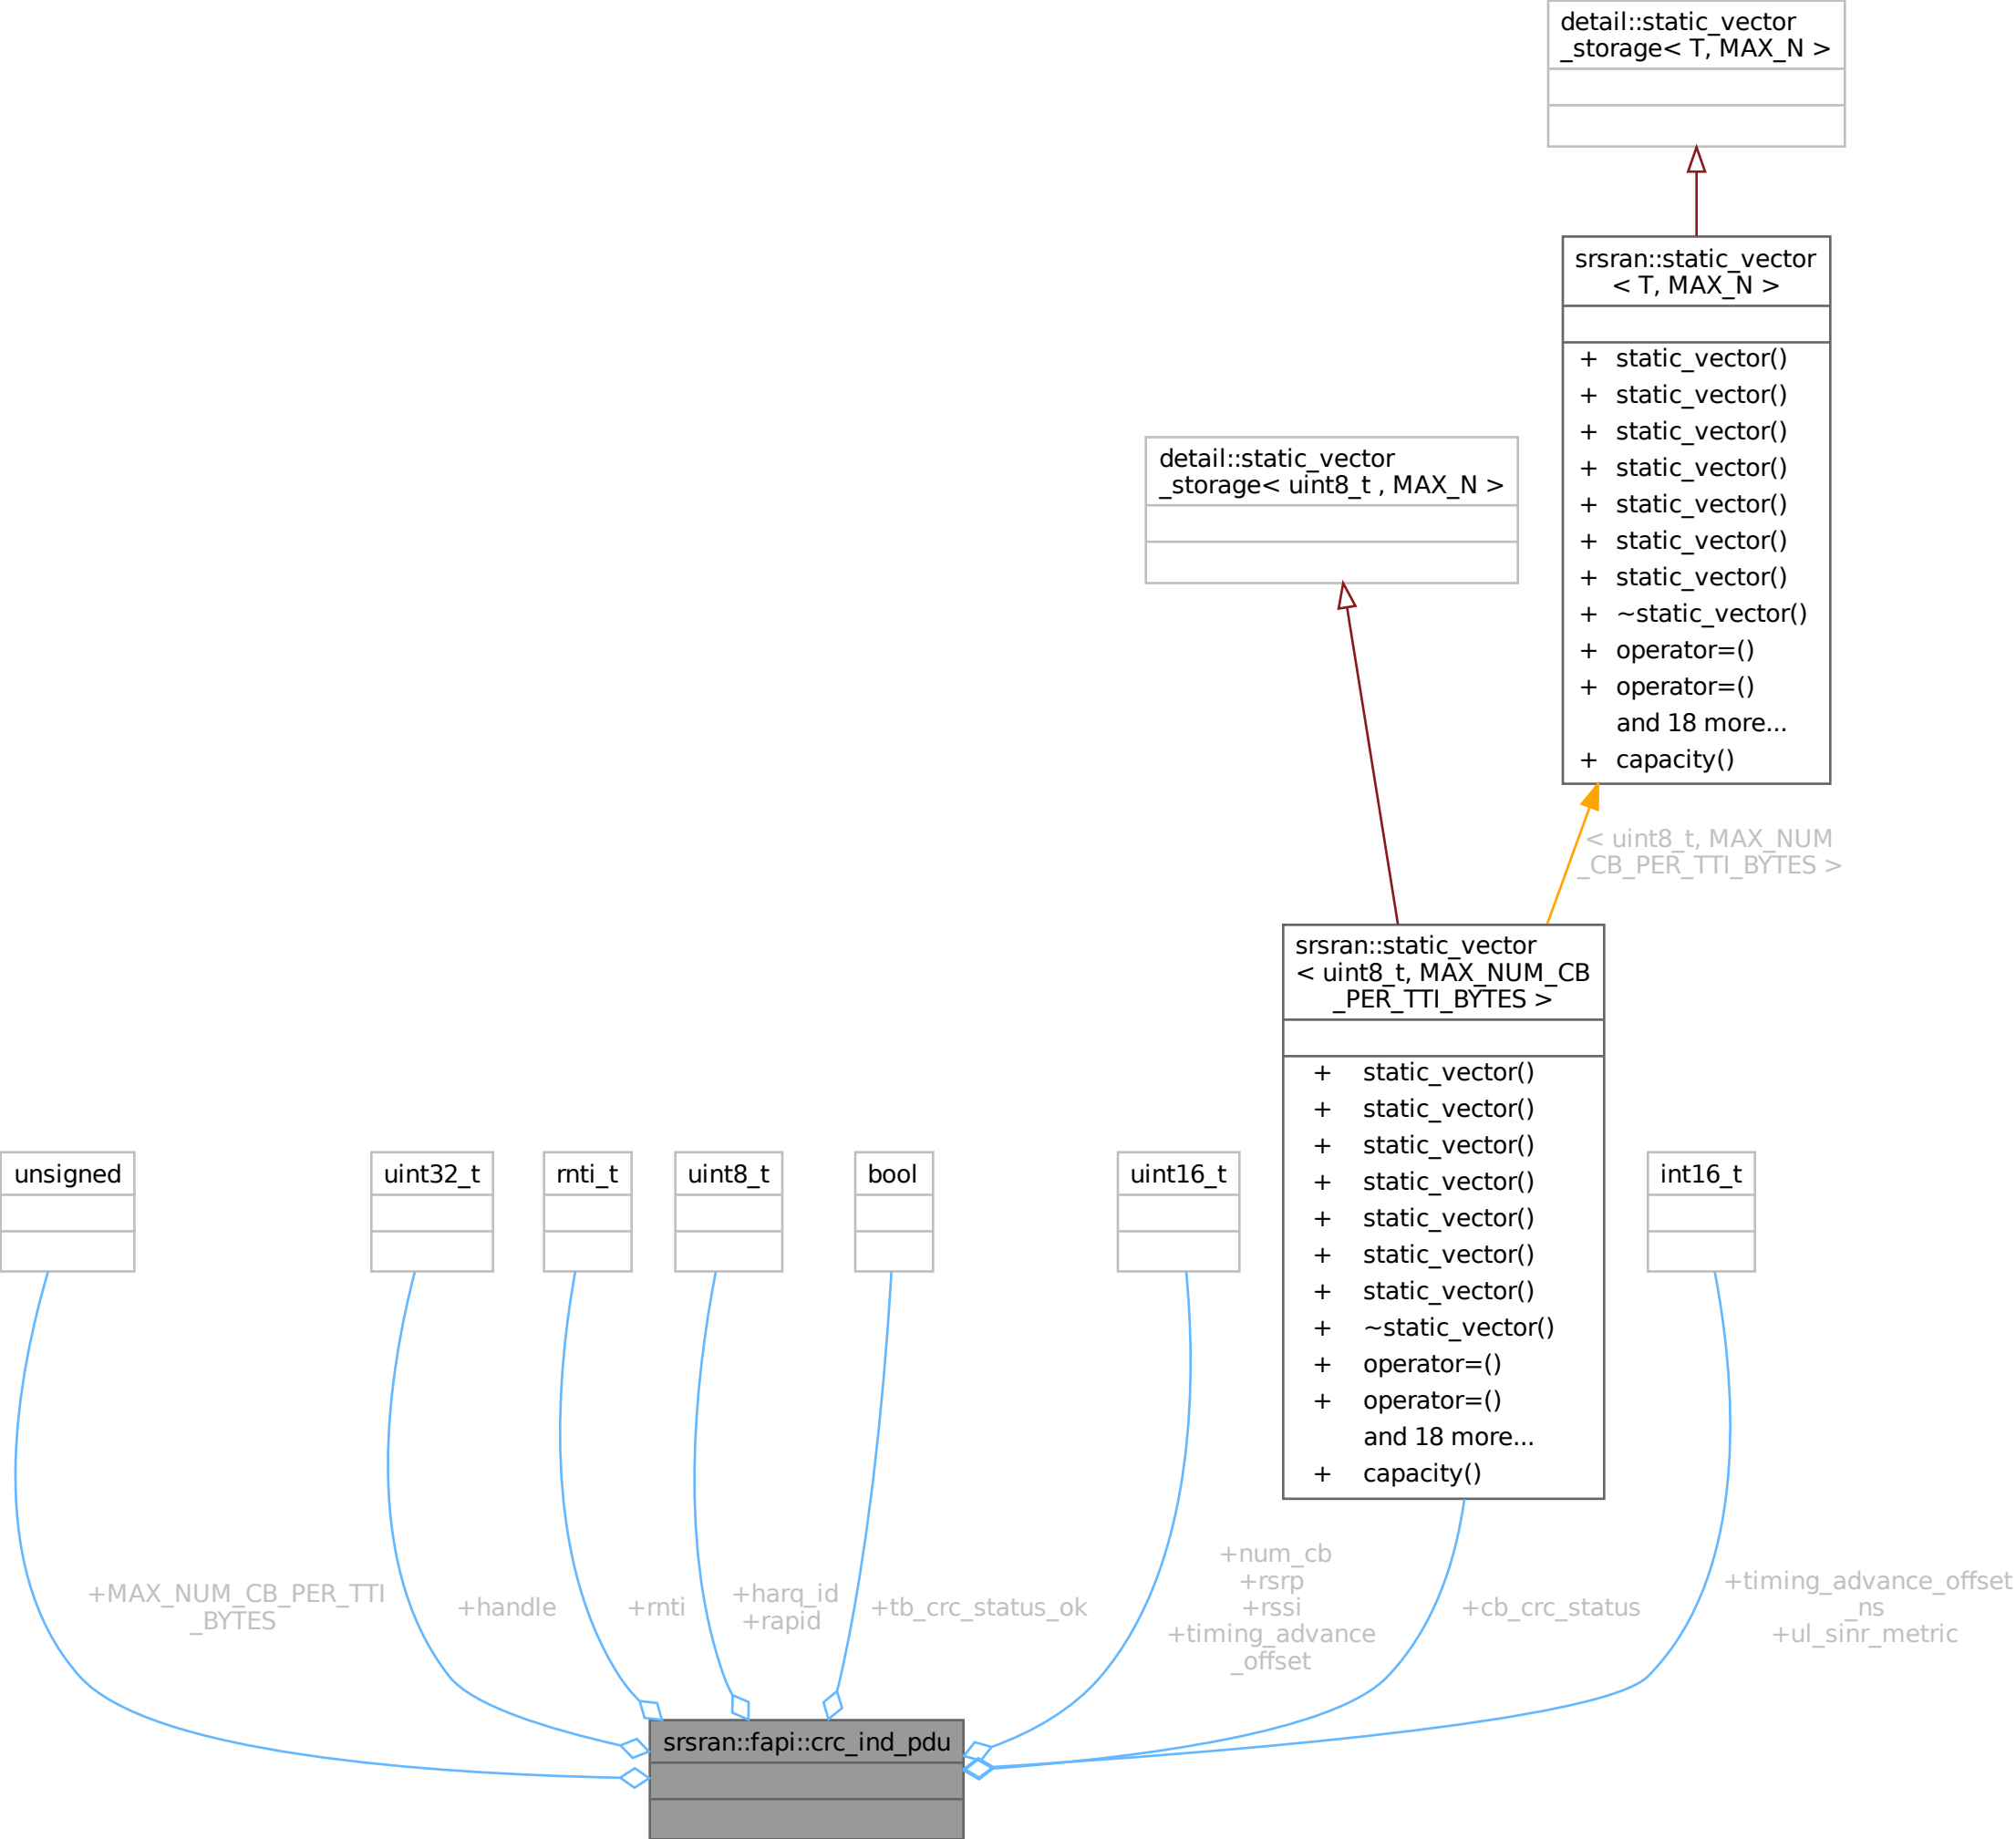 detail::static_vector
_storage< T, MAX_N >
srsran::static_vector
< T, MAX_N >
+ static_vector()
+ static_vector()
+ static_vector()
+ static_vector()
+ static_vector()
+ static_vector()
+ static_vector()
+ ~static_vector()
+ operator=()
+ operator=()
and 18 more...
+ capacity()
detail::static_vector
_storage< uint8_t , MAX_N >
< uint8_t, MAX_NUM
_CB_PER_TTI_BYTES >
srsran::static_vector
< uint8_t, MAX_NUM_CB
_PER_TTI_BYTES >
+ static_vector()
+ static_vector()
+ static_vector()
+ static_vector()
+ static_vector()
+ static_vector()
+ static_vector()
+ ~static_vector()
+ operator=()
+ operator=()
and 18 more...
+ capacity()
unsigned
uint32_t
rnti_t
uint8_t
bool
uint16_t
int16_t
+MAX_NUM_CB_PER_TTI
_BYTES
+handle
+rnti
+harq_id
+rapid
+tb_crc_status_ok
+num_cb
+rsrp
+rssi
+timing_advance
_offset
+cb_crc_status
+timing_advance_offset
_ns
+ul_sinr_metric
srsran::fapi::crc_ind_pdu